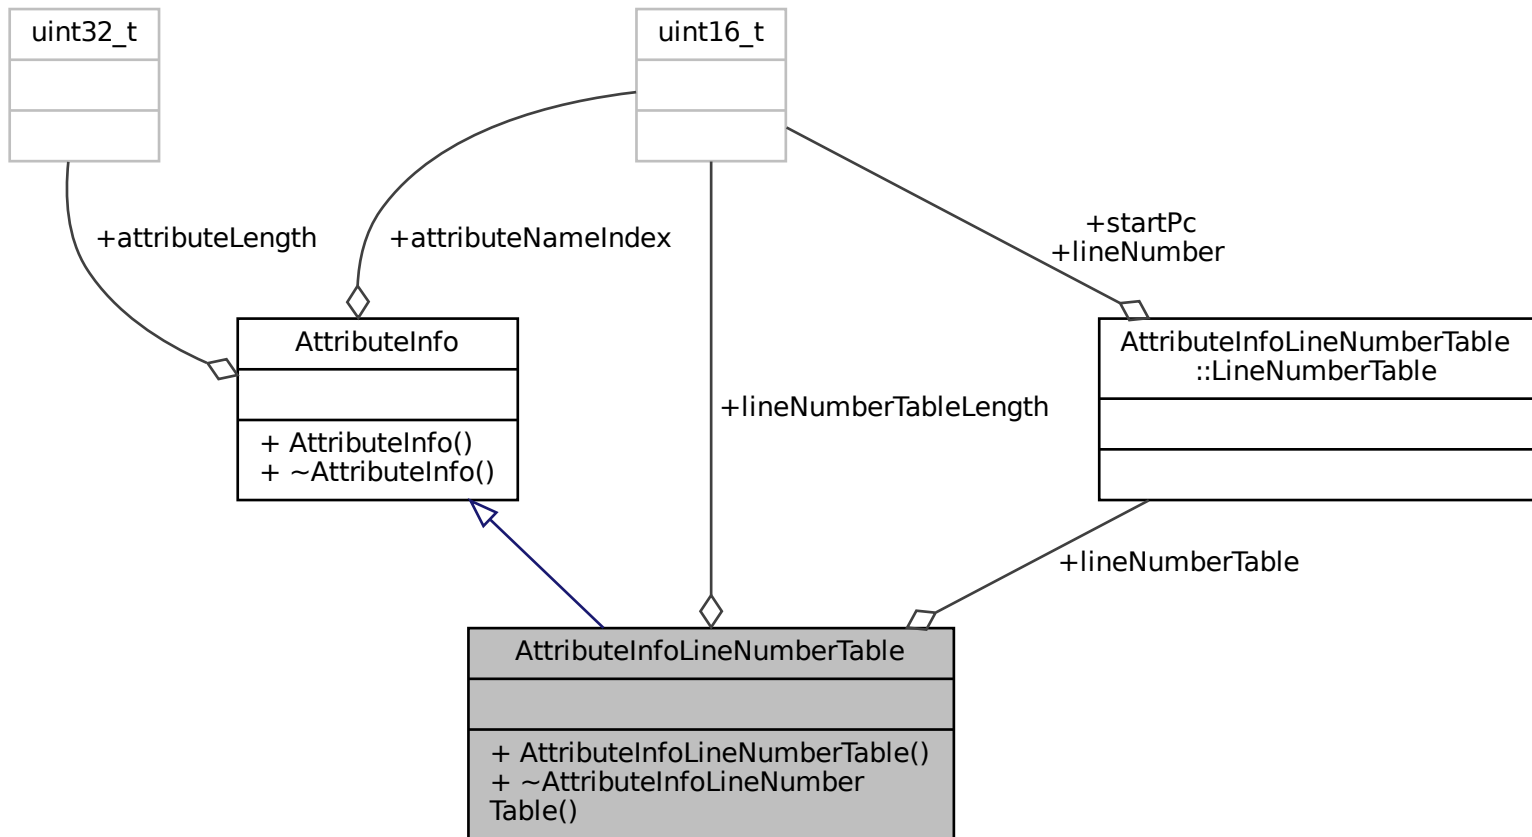 uint32_t
uint16_t
+attributeLength
+attributeNameIndex
+startPc
+lineNumber
AttributeInfo
+ AttributeInfo()
+ ~AttributeInfo()
AttributeInfoLineNumberTable
::LineNumberTable
+lineNumberTableLength
+lineNumberTable
AttributeInfoLineNumberTable
+ AttributeInfoLineNumberTable()
+ ~AttributeInfoLineNumber
Table()